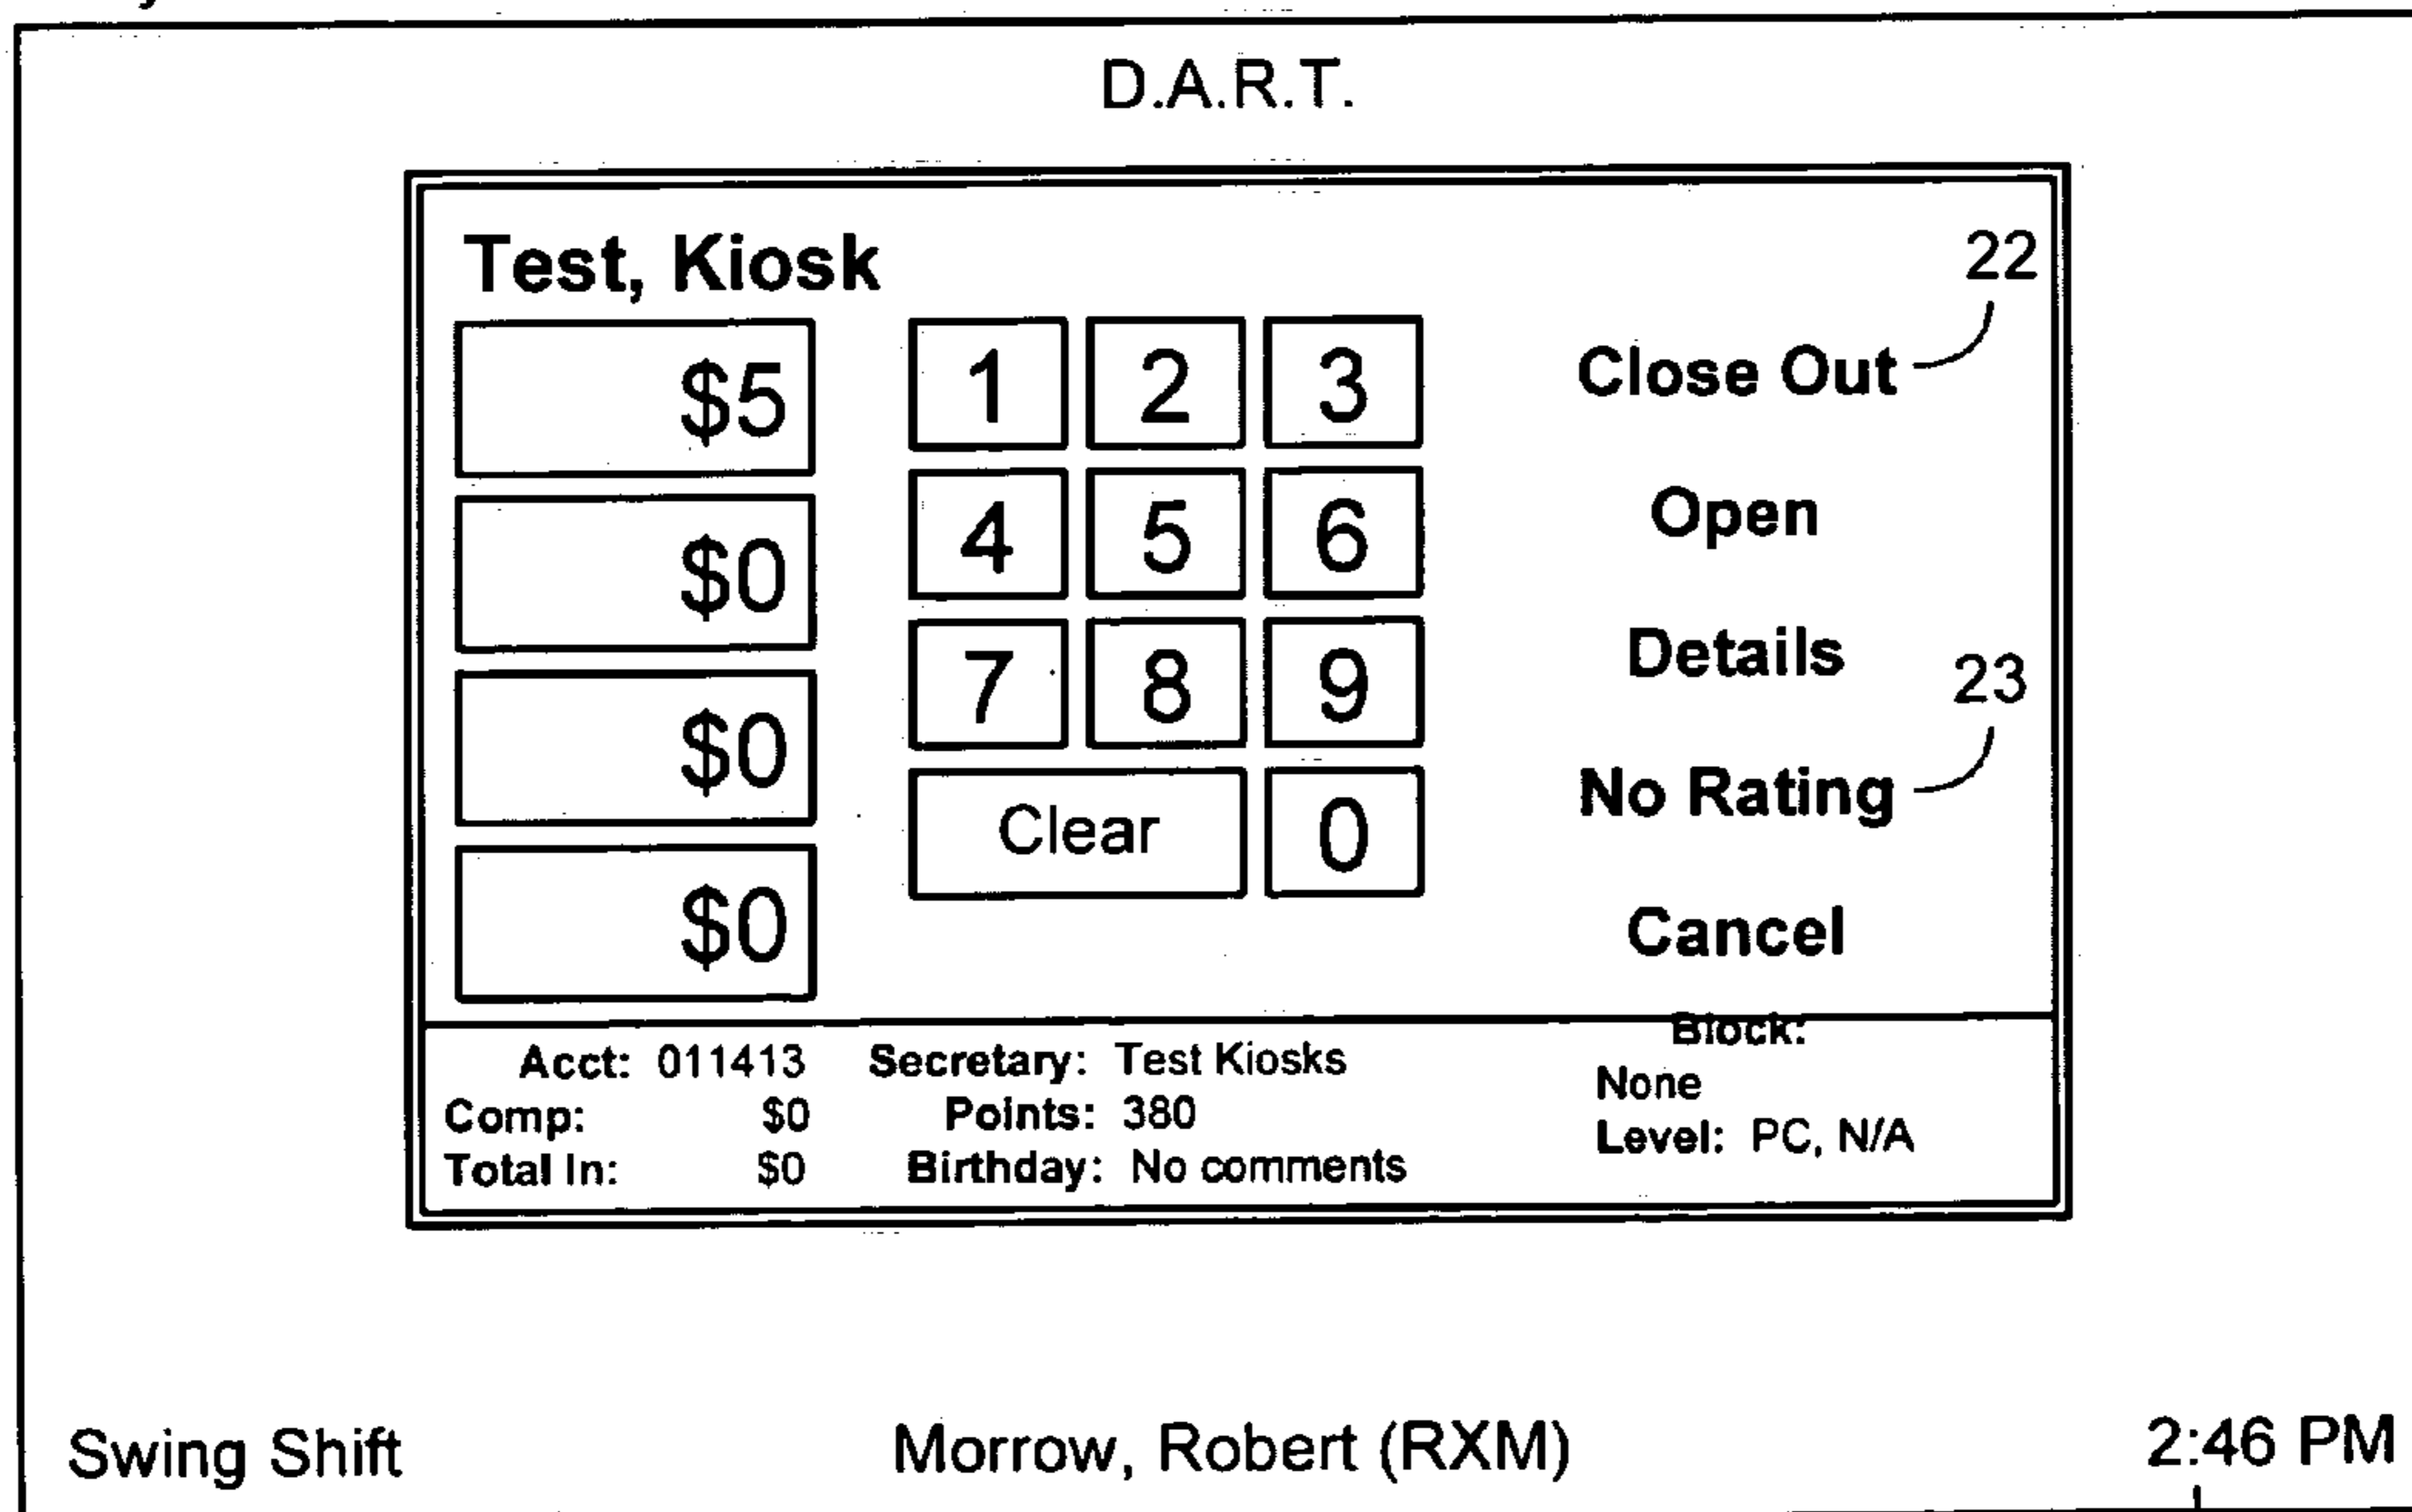 D.A.R.T.
Test, Kiosk
22
$5
1 2 3
Close Out
$0
4 5 6
Open
$0
7 8 9
Details
23
No Rating
$0
Clear 0
Cancel
Acct: 011413 Secretary: Test Kiosks
Block:
None
Comp: $0 Points: 380
Level: PC, N/A
Total In: $0 Birthday: No comments
Swing Shift Morrow, Robert (RXM) 2:46 PM